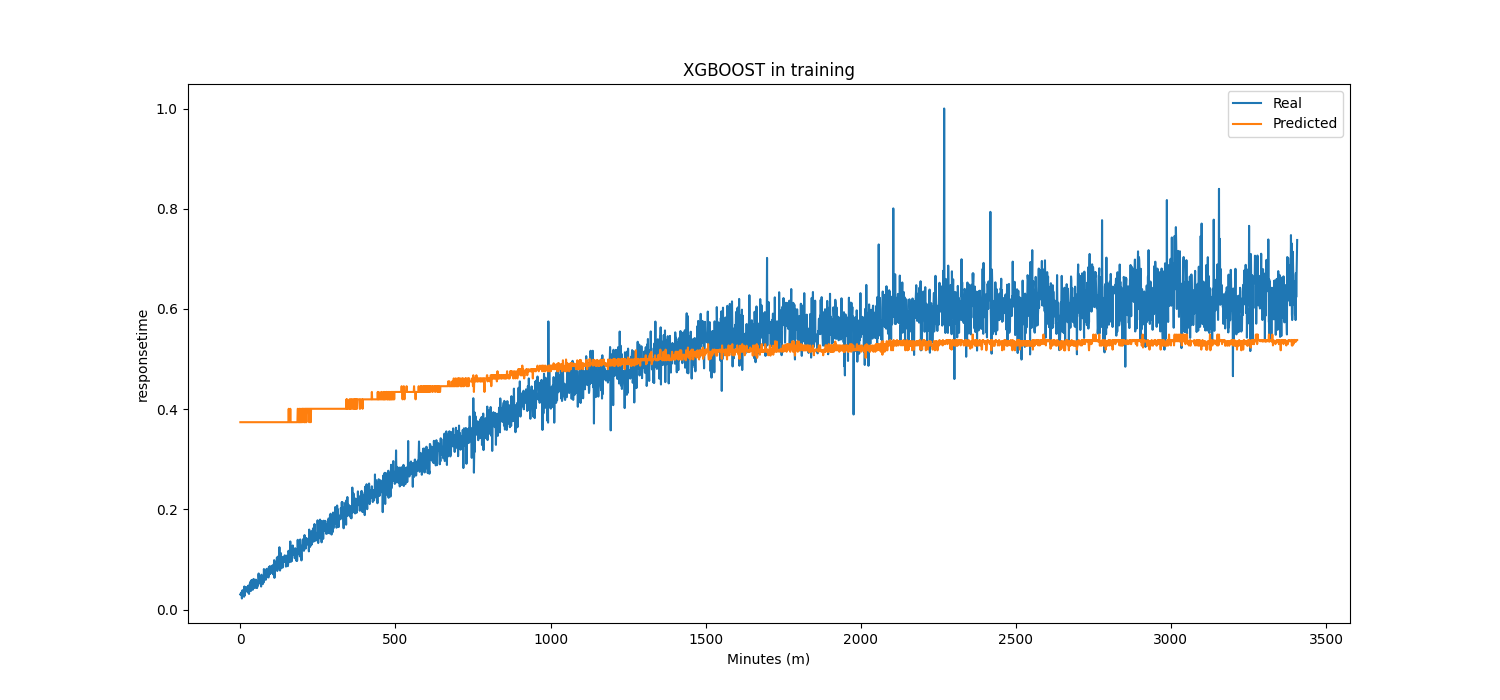 XGBOOST in training
Real
Predicted
responsetime
1.0
0.8
0.6
0.4
0.2
0.0
0 500 1000 1500 2000 2500 3000 3500
Minutes (m)